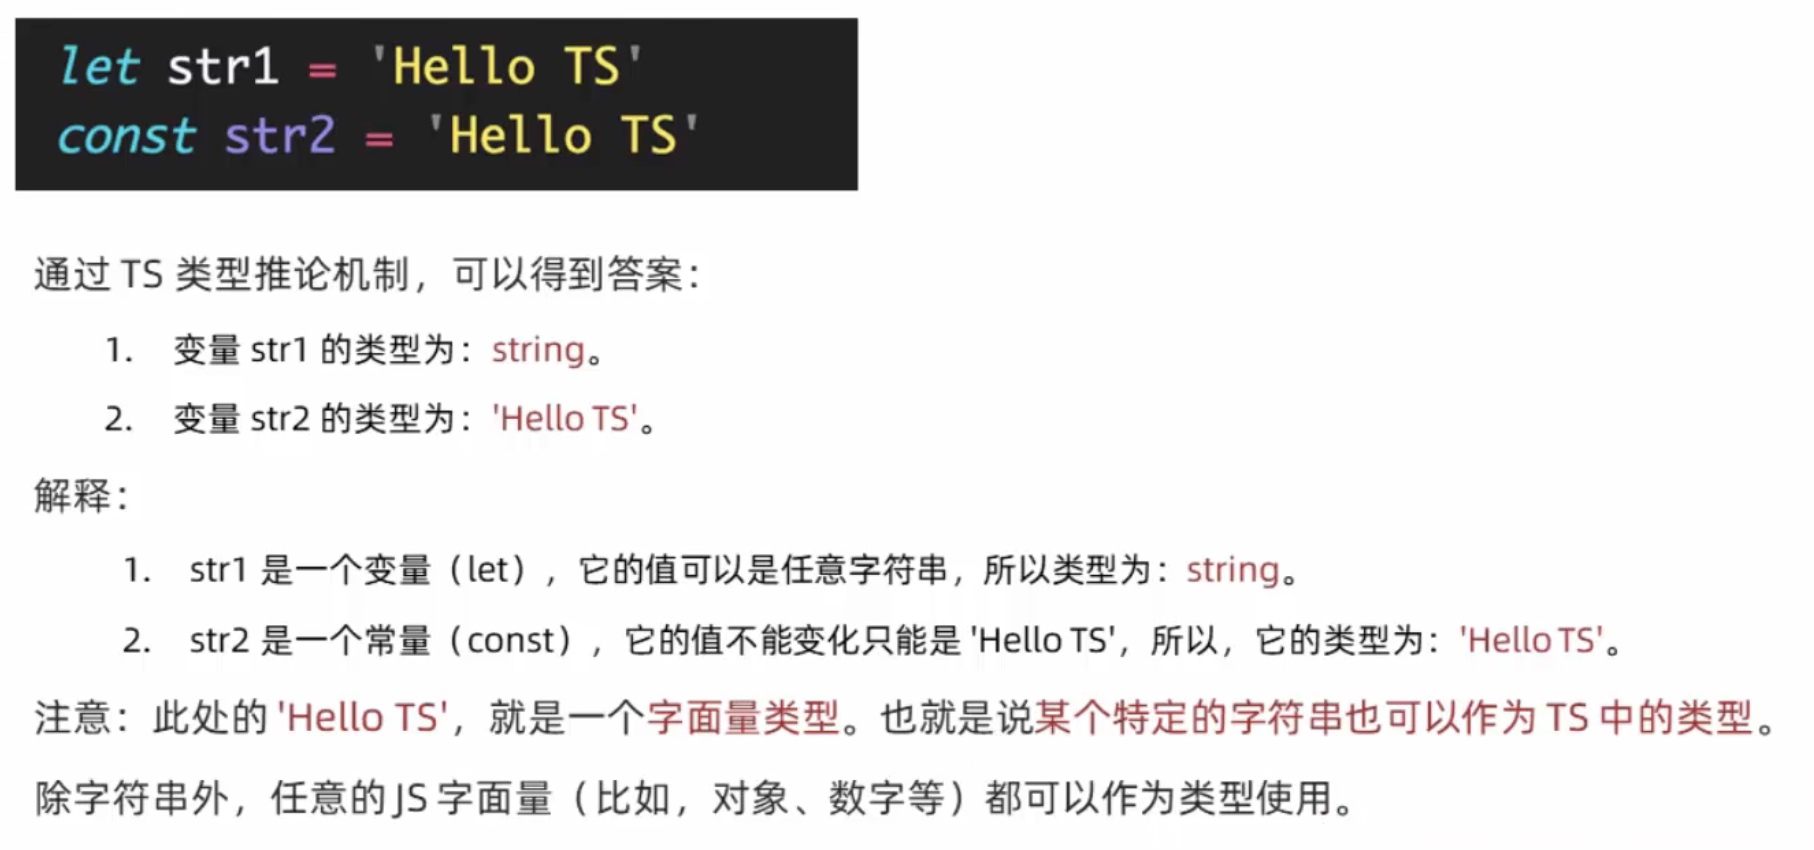 let str1 = 'Hello TS'
const str2 = 'Hello TS'
通过 TS 类型推论机制，可以得到答案：
1. 变量 str1 的类型为：string。
2. 变量 str2 的类型为：'Hello TS'。
解释：
1. str1 是一个变量（let），它的值可以是任意字符串，所以类型为：string。
2. str2 是一个常量（const），它的值不能变化只能是 'Hello TS'，所以，它的类型为：'Hello TS'。
注意：此处的 'Hello TS'，就是一个字面量类型。也就是说某个特定的字符串也可以作为 TS 中的类型。
除字符串外，任意的 JS 字面量（比如，对象、数字等）都可以作为类型使用。